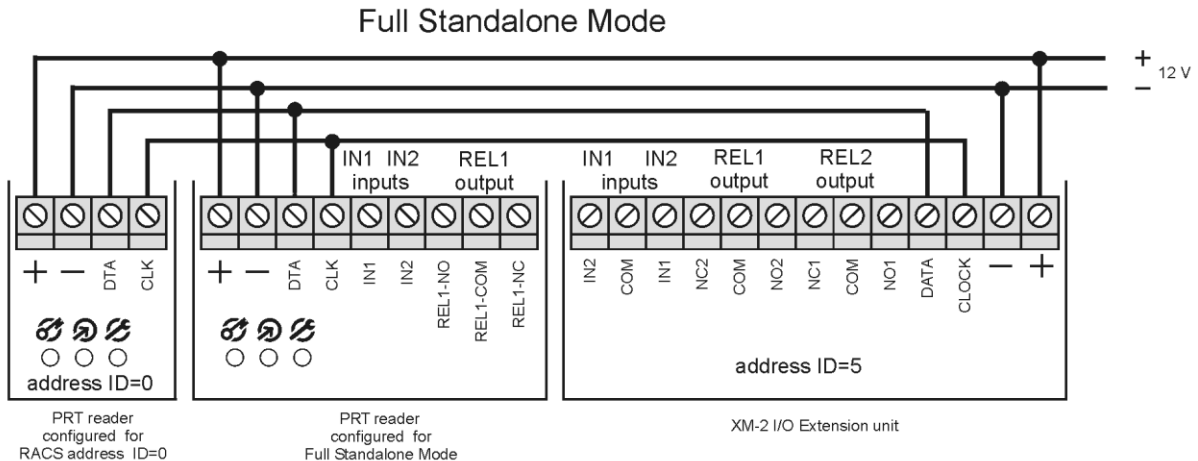 Full Standalone Mode
+
12 V
−
IN1 IN2 inputs
REL1 output
IN1 IN2 inputs
REL1 output
REL2 output
+ − DTA CLK
+ − DTA CLK IN1 IN2 REL1-NO REL1-COM REL1-NC
IN2 COM IN1 NC2 COM NO2 NC1 COM NO1 DATA CLOCK − +
address ID=0
address ID=5
PRT reader
configured for
RACS address ID=0
PRT reader
configured for
Full Standalone Mode
XM-2 I/O Extension unit